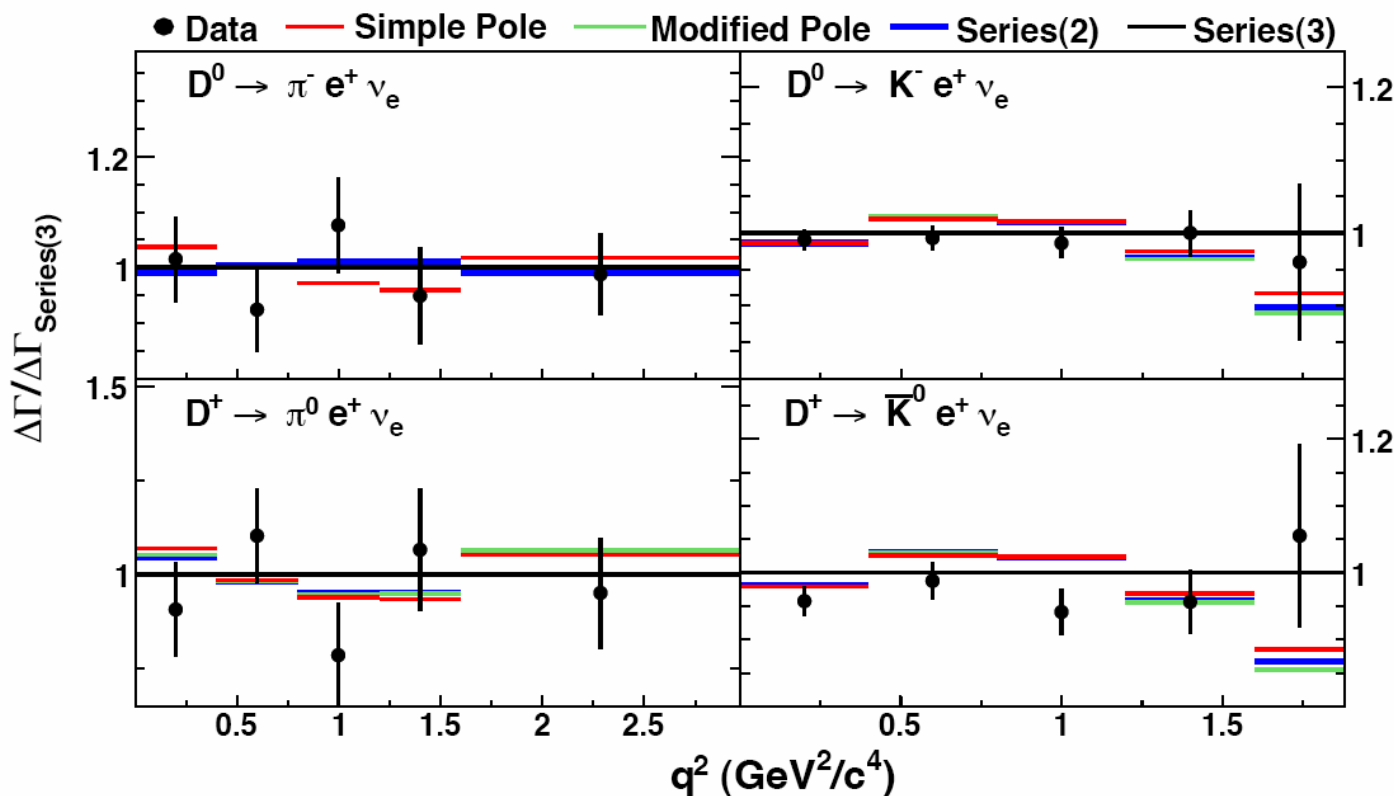 Data Simple Pole Modified Pole Series(2) Series(3)
D⁰ → π⁻ e⁺ νₑ
D⁰ → K⁻ e⁺ νₑ
1.2
1
1.2
1
ΔΓ/ΔΓ_Series(3)
D⁺ → π⁰ e⁺ νₑ
D⁺ → K̅⁰ e⁺ νₑ
1.5
1
1.2
1
0.5 1 1.5 2 2.5
0.5 1 1.5
q² (GeV²/c⁴)